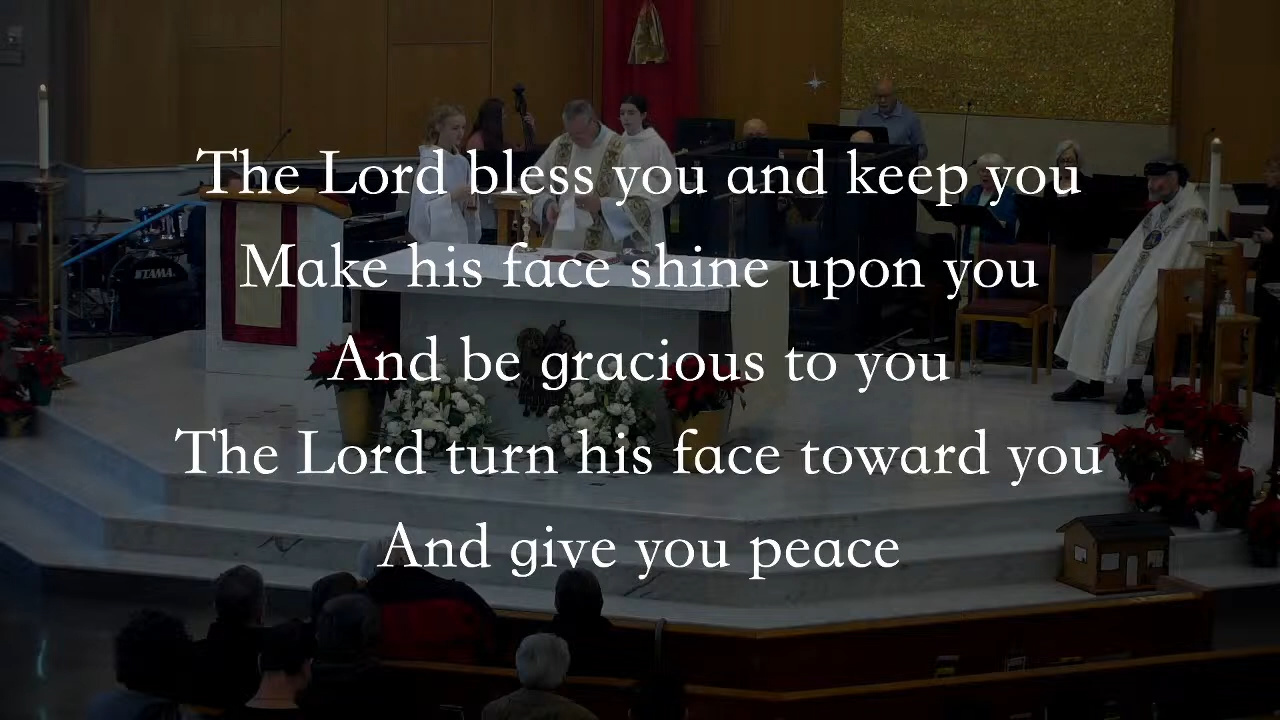 The Lord bless you and keep you
Make his face shine upon you
And be gracious to you
The Lord turn his face toward you
And give you peace
TAMA